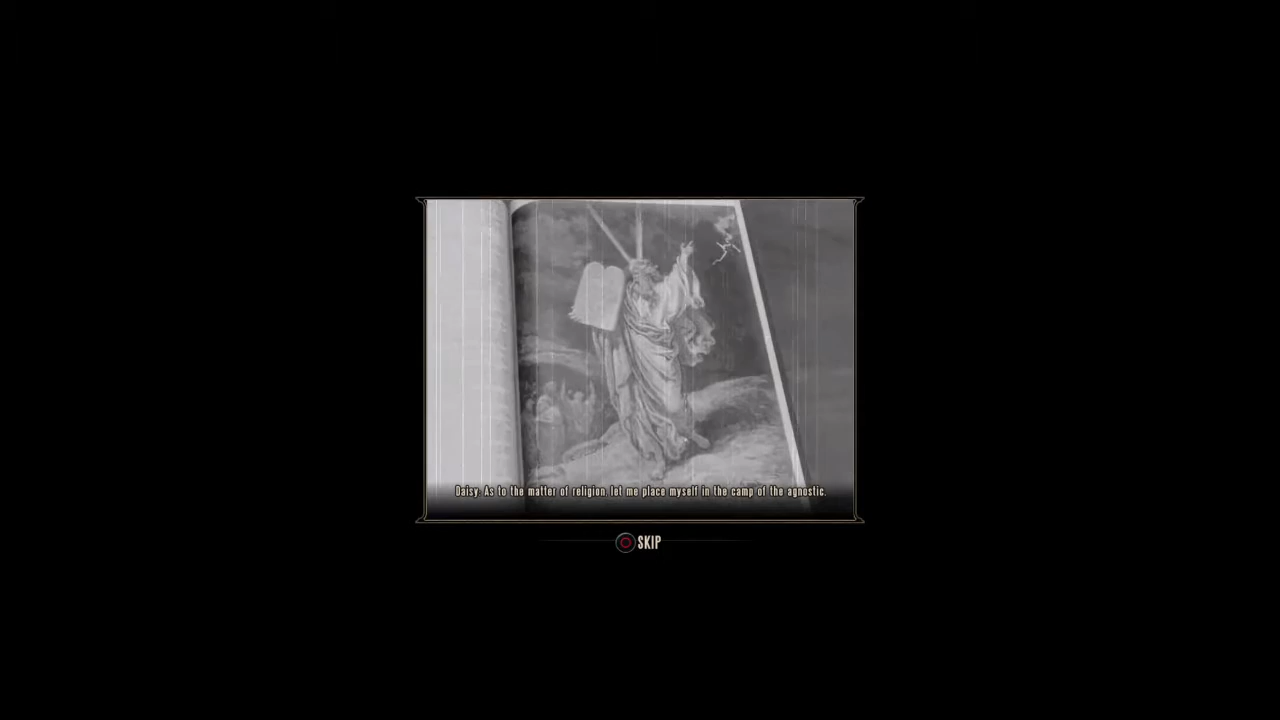 Daisy: As to the matter of religion, let me place myself in the camp of the agnostic.
SKIP